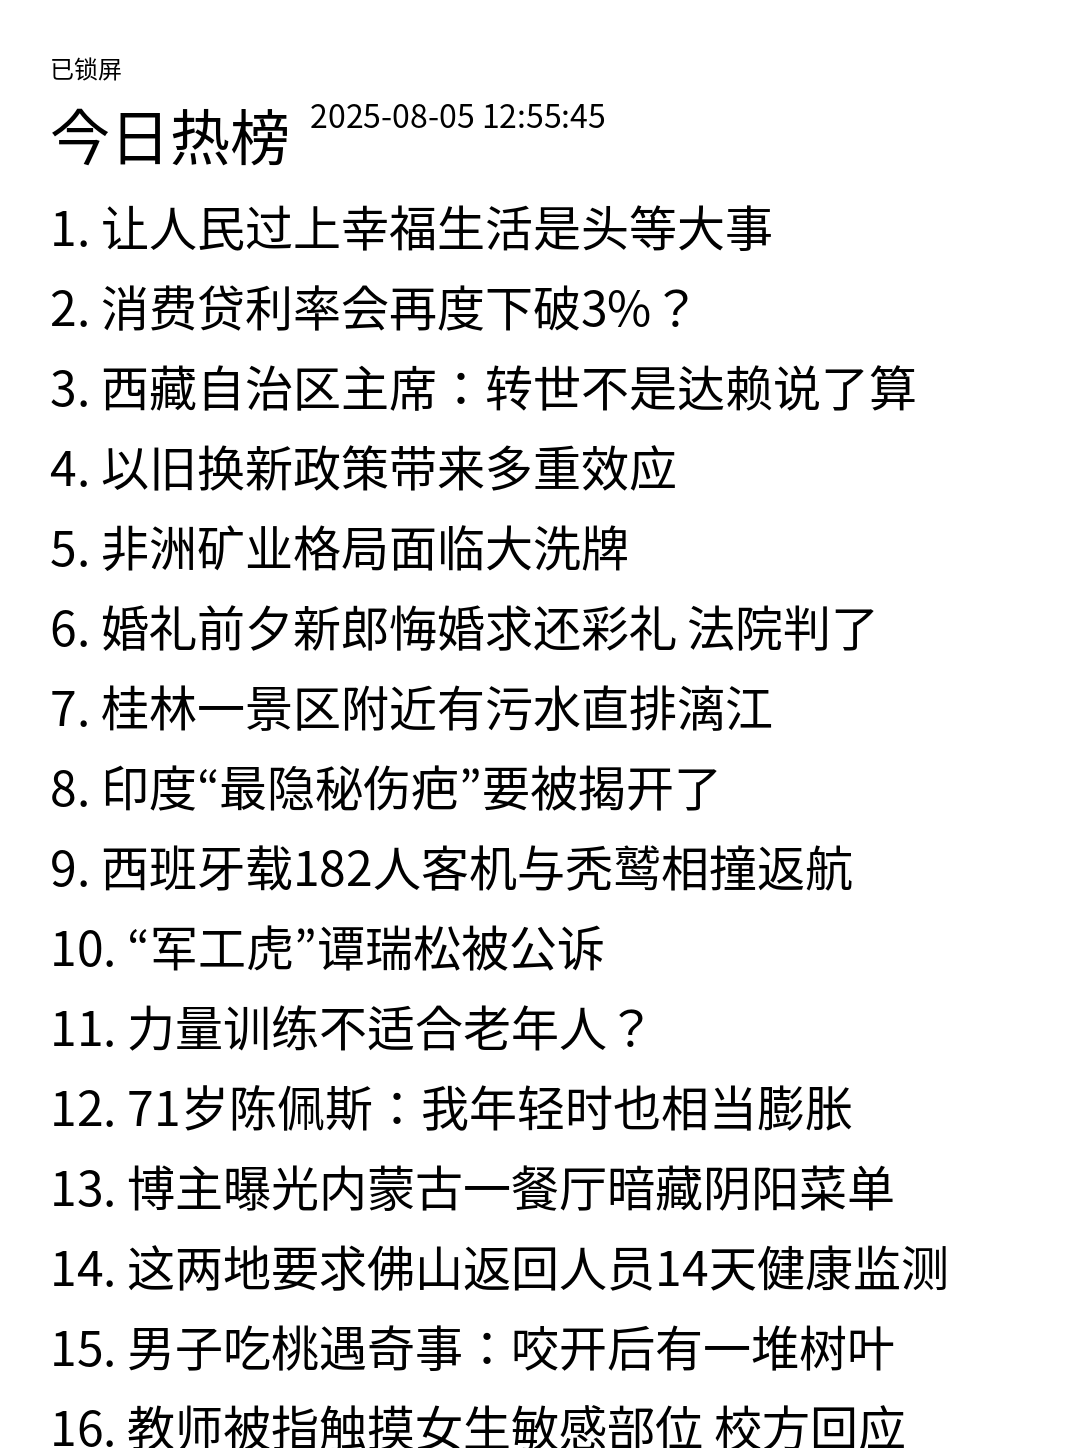 已锁屏
今日热榜 2025-08-05 12:55:45
1. 让人民过上幸福生活是头等大事
2. 消费贷利率会再度下破3%？
3. 西藏自治区主席：转世不是达赖说了算
4. 以旧换新政策带来多重效应
5. 非洲矿业格局面临大洗牌
6. 婚礼前夕新郎悔婚求还彩礼 法院判了
7. 桂林一景区附近有污水直排漓江
8. 印度“最隐秘伤疤”要被揭开了
9. 西班牙载182人客机与秃鹫相撞返航
10. “军工虎”谭瑞松被公诉
11. 力量训练不适合老年人？
12. 71岁陈佩斯：我年轻时也相当膨胀
13. 博主曝光内蒙古一餐厅暗藏阴阳菜单
14. 这两地要求佛山返回人员14天健康监测
15. 男子吃桃遇奇事：咬开后有一堆树叶
16. 教师被指触摸女生敏感部位 校方回应